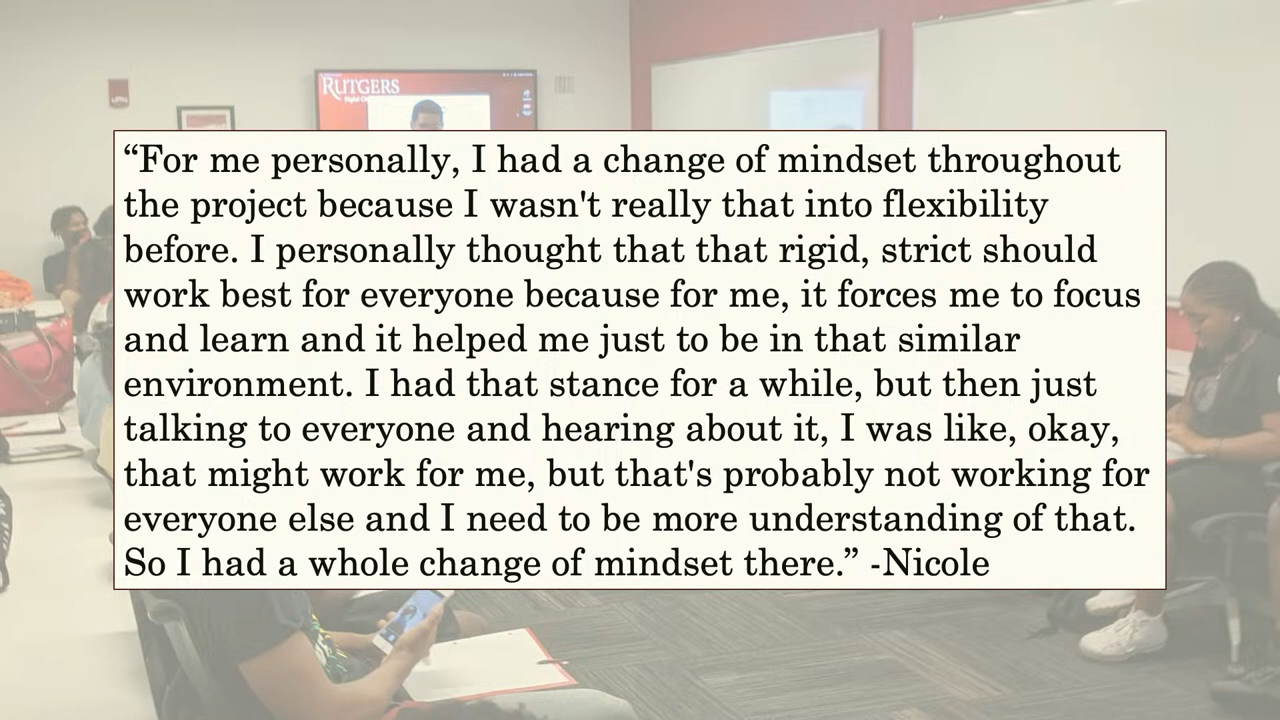 RUTGERS
“For me personally, I had a change of mindset throughout
the project because I wasn't really that into flexibility
before. I personally thought that that rigid, strict should
work best for everyone because for me, it forces me to focus
and learn and it helped me just to be in that similar
environment. I had that stance for a while, but then just
talking to everyone and hearing about it, I was like, okay,
that might work for me, but that's probably not working for
everyone else and I need to be more understanding of that.
So I had a whole change of mindset there.” -Nicole